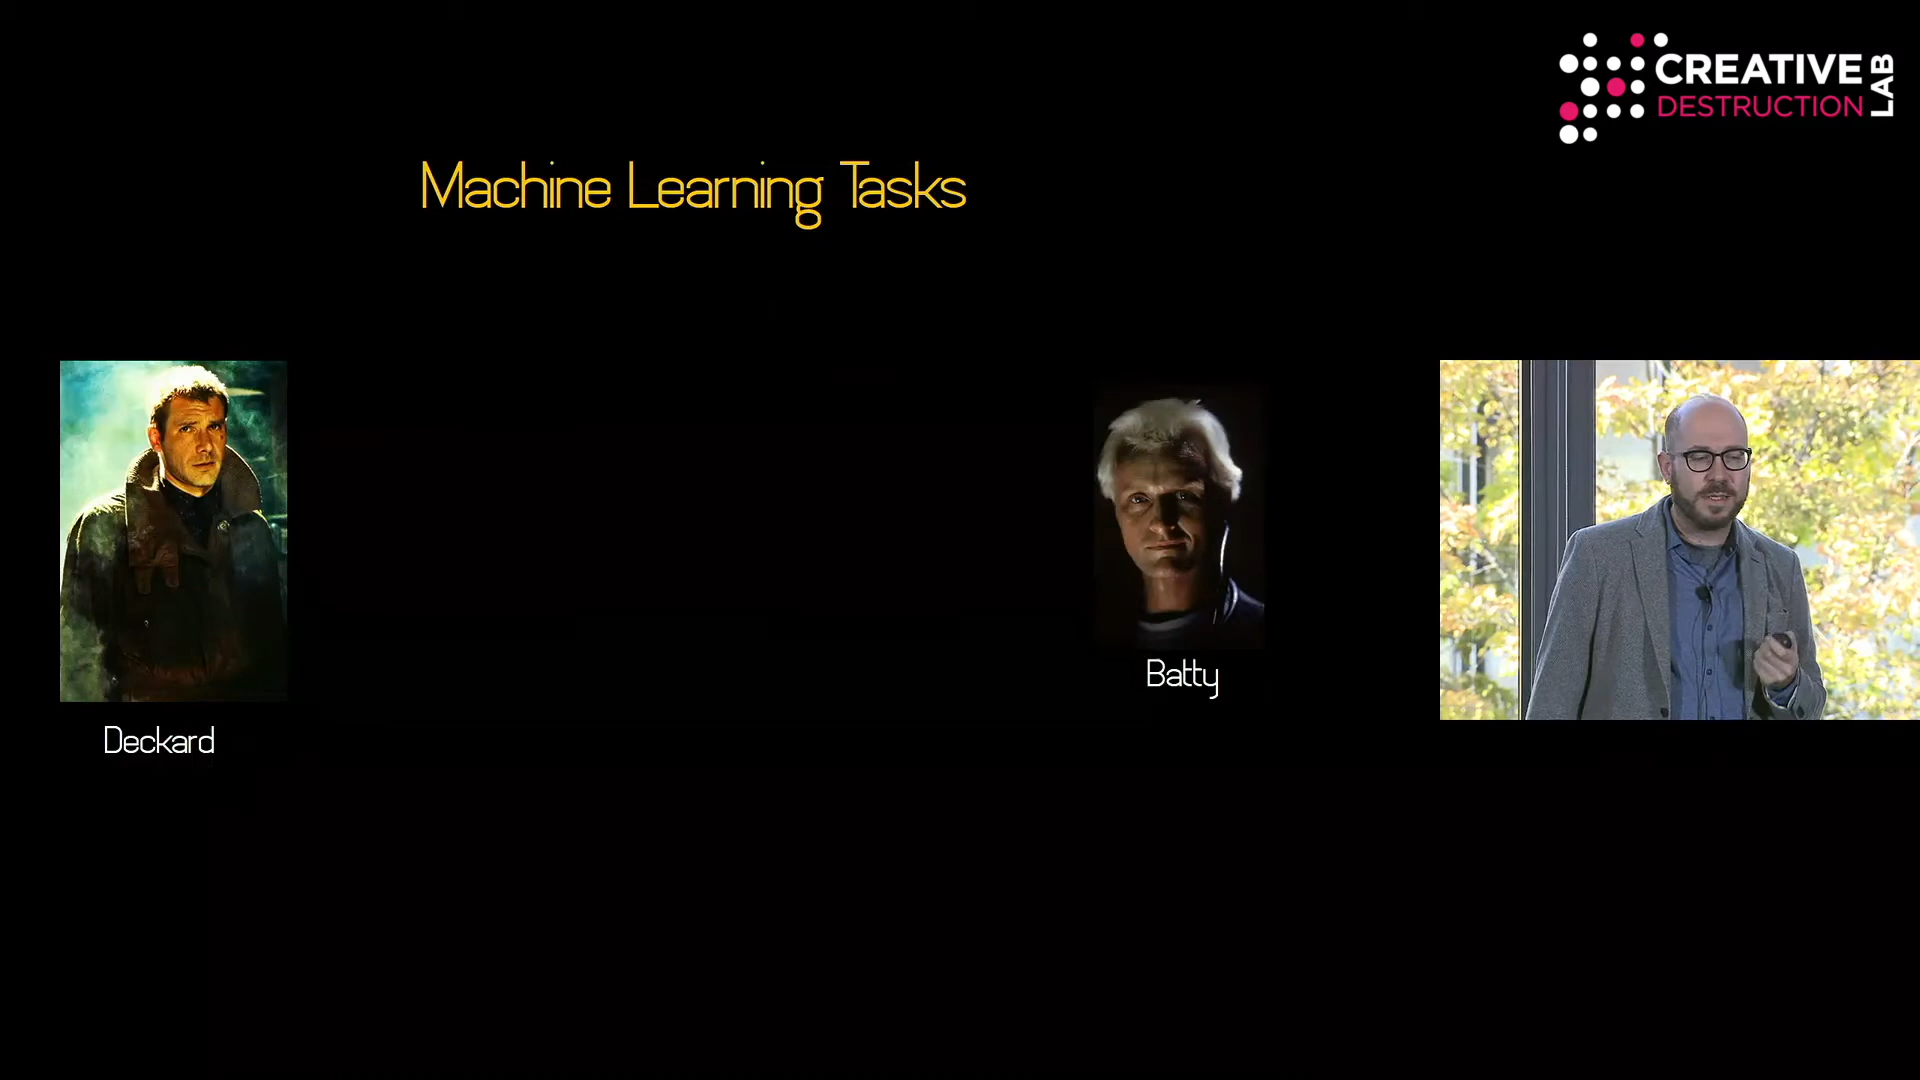 CREATIVE
DESTRUCTION
LAB
Machine Learning Tasks
Batty
Deckard